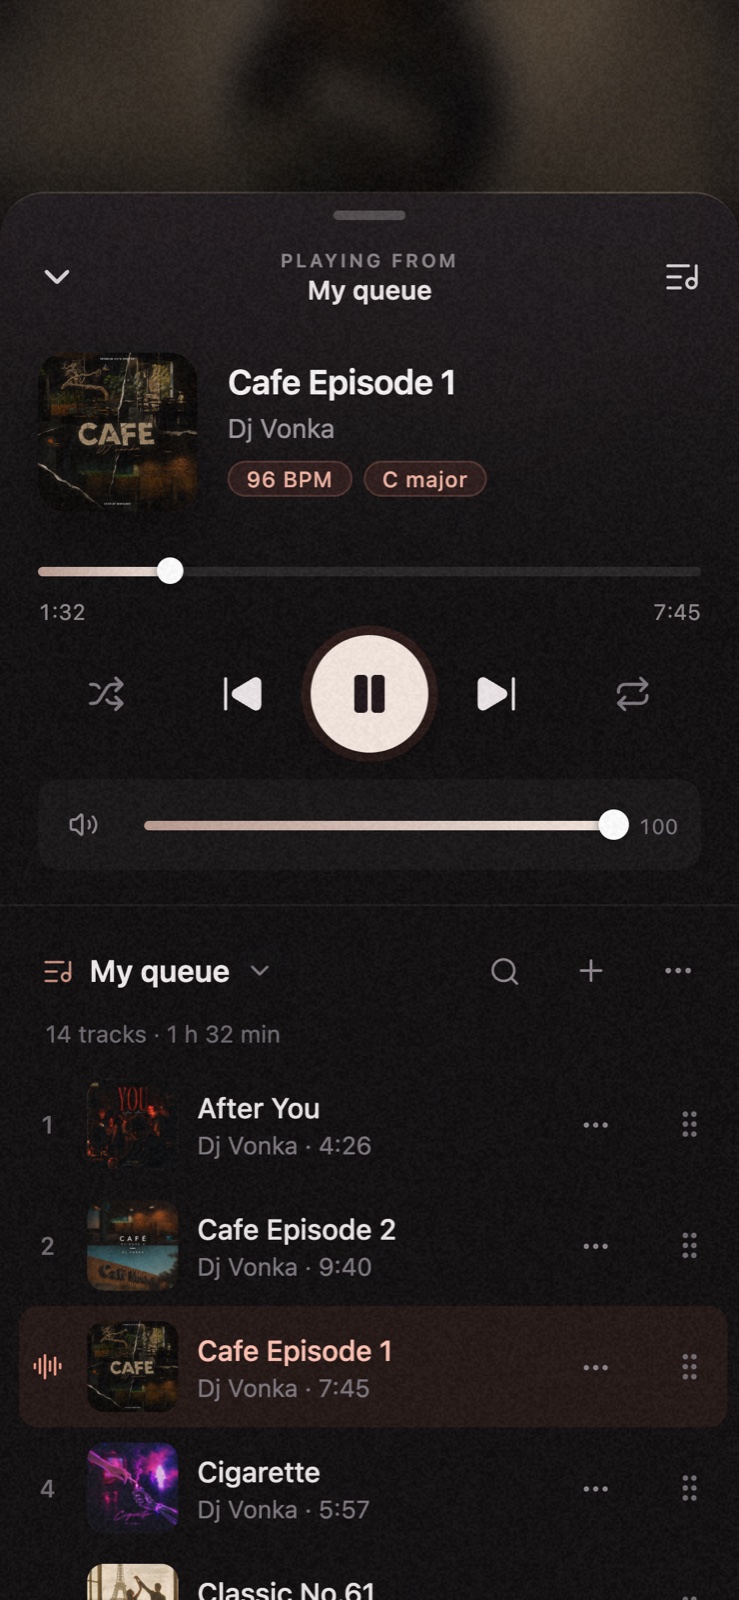 PLAYING FROM
My queue
CAFE
Cafe Episode 1
Dj Vonka
96 BPM
C major
1:32
7:45
100
My queue
14 tracks · 1 h 32 min
1
YOU
After You
Dj Vonka · 4:26
2
CAFÉ
Cafe Episode 2
Dj Vonka · 9:40
CAFE
Cafe Episode 1
Dj Vonka · 7:45
4
Cigarette
Dj Vonka · 5:57
Classic No.61